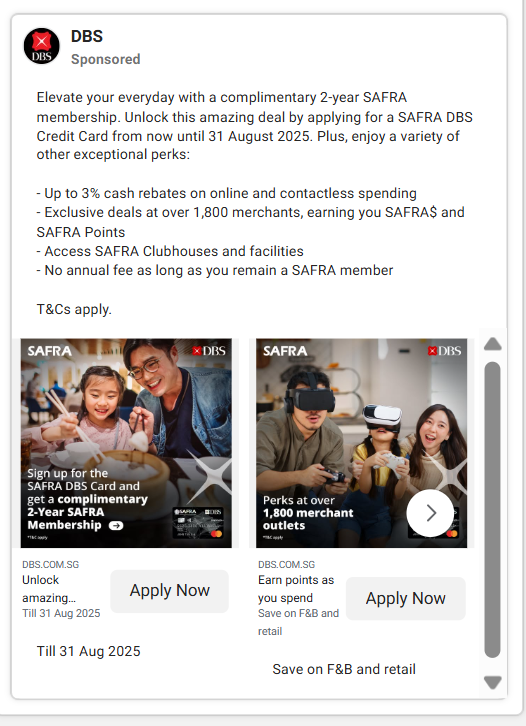 DBS
Sponsored
Elevate your everyday with a complimentary 2-year SAFRA
membership. Unlock this amazing deal by applying for a SAFRA DBS
Credit Card from now until 31 August 2025. Plus, enjoy a variety of
other exceptional perks:
- Up to 3% cash rebates on online and contactless spending
- Exclusive deals at over 1,800 merchants, earning you SAFRA$ and
SAFRA Points
- Access SAFRA Clubhouses and facilities
- No annual fee as long as you remain a SAFRA member
T&Cs apply.
SAFRA
DBS
Sign up for the
SAFRA DBS Card and
get a complimentary
2-Year SAFRA
Membership
*T&C apply
SAFRA
DBS
SAFRA
DBS
Perks at over
1,800 merchant
outlets
*T&C apply
DBS.COM.SG
Unlock
amazing...
Till 31 Aug 2025
Apply Now
Till 31 Aug 2025
DBS.COM.SG
Earn points as
you spend
Save on F&B and
retail
Apply Now
Save on F&B and retail